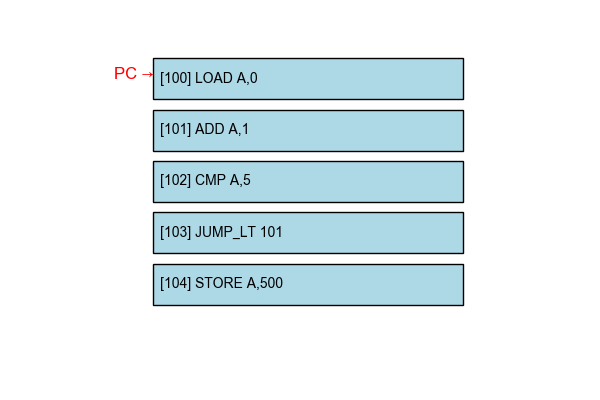 PC → [100] LOAD A,0
[101] ADD A,1
[102] CMP A,5
[103] JUMP_LT 101
[104] STORE A,500